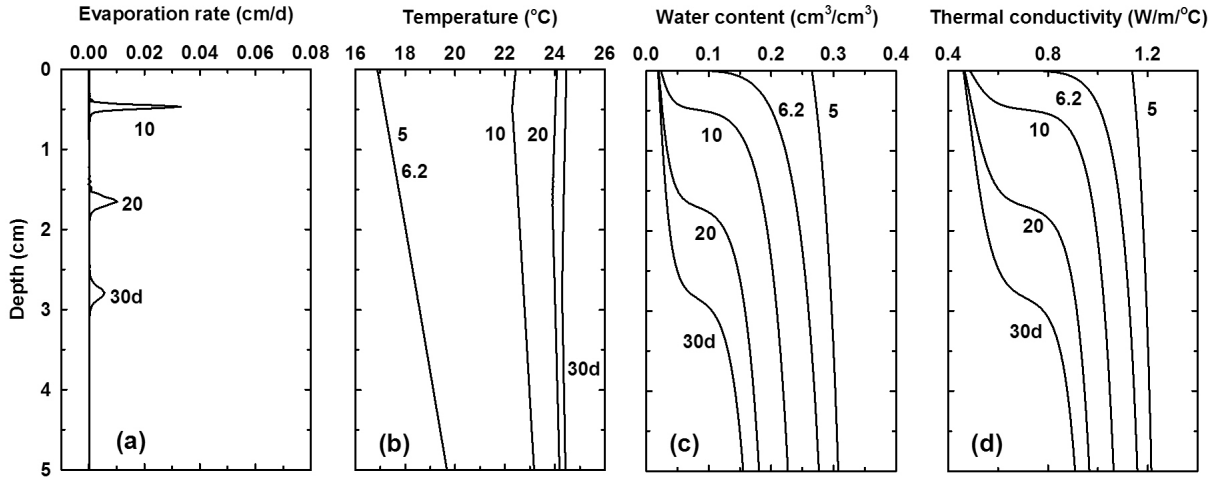 Evaporation rate (cm/d)
0.00 0.02 0.04 0.06 0.08
Depth (cm)
0
1
2
3
4
5
10
20
30d
(a)
Temperature (°C)
16 18 20 22 24 26
5
6.2
10
20
30d
(b)
Water content (cm³/cm³)
0.0 0.1 0.2 0.3 0.4
6.2
5
10
20
30d
(c)
Thermal conductivity (W/m/°C)
0.4 0.8 1.2
6.2
5
10
20
30d
(d)